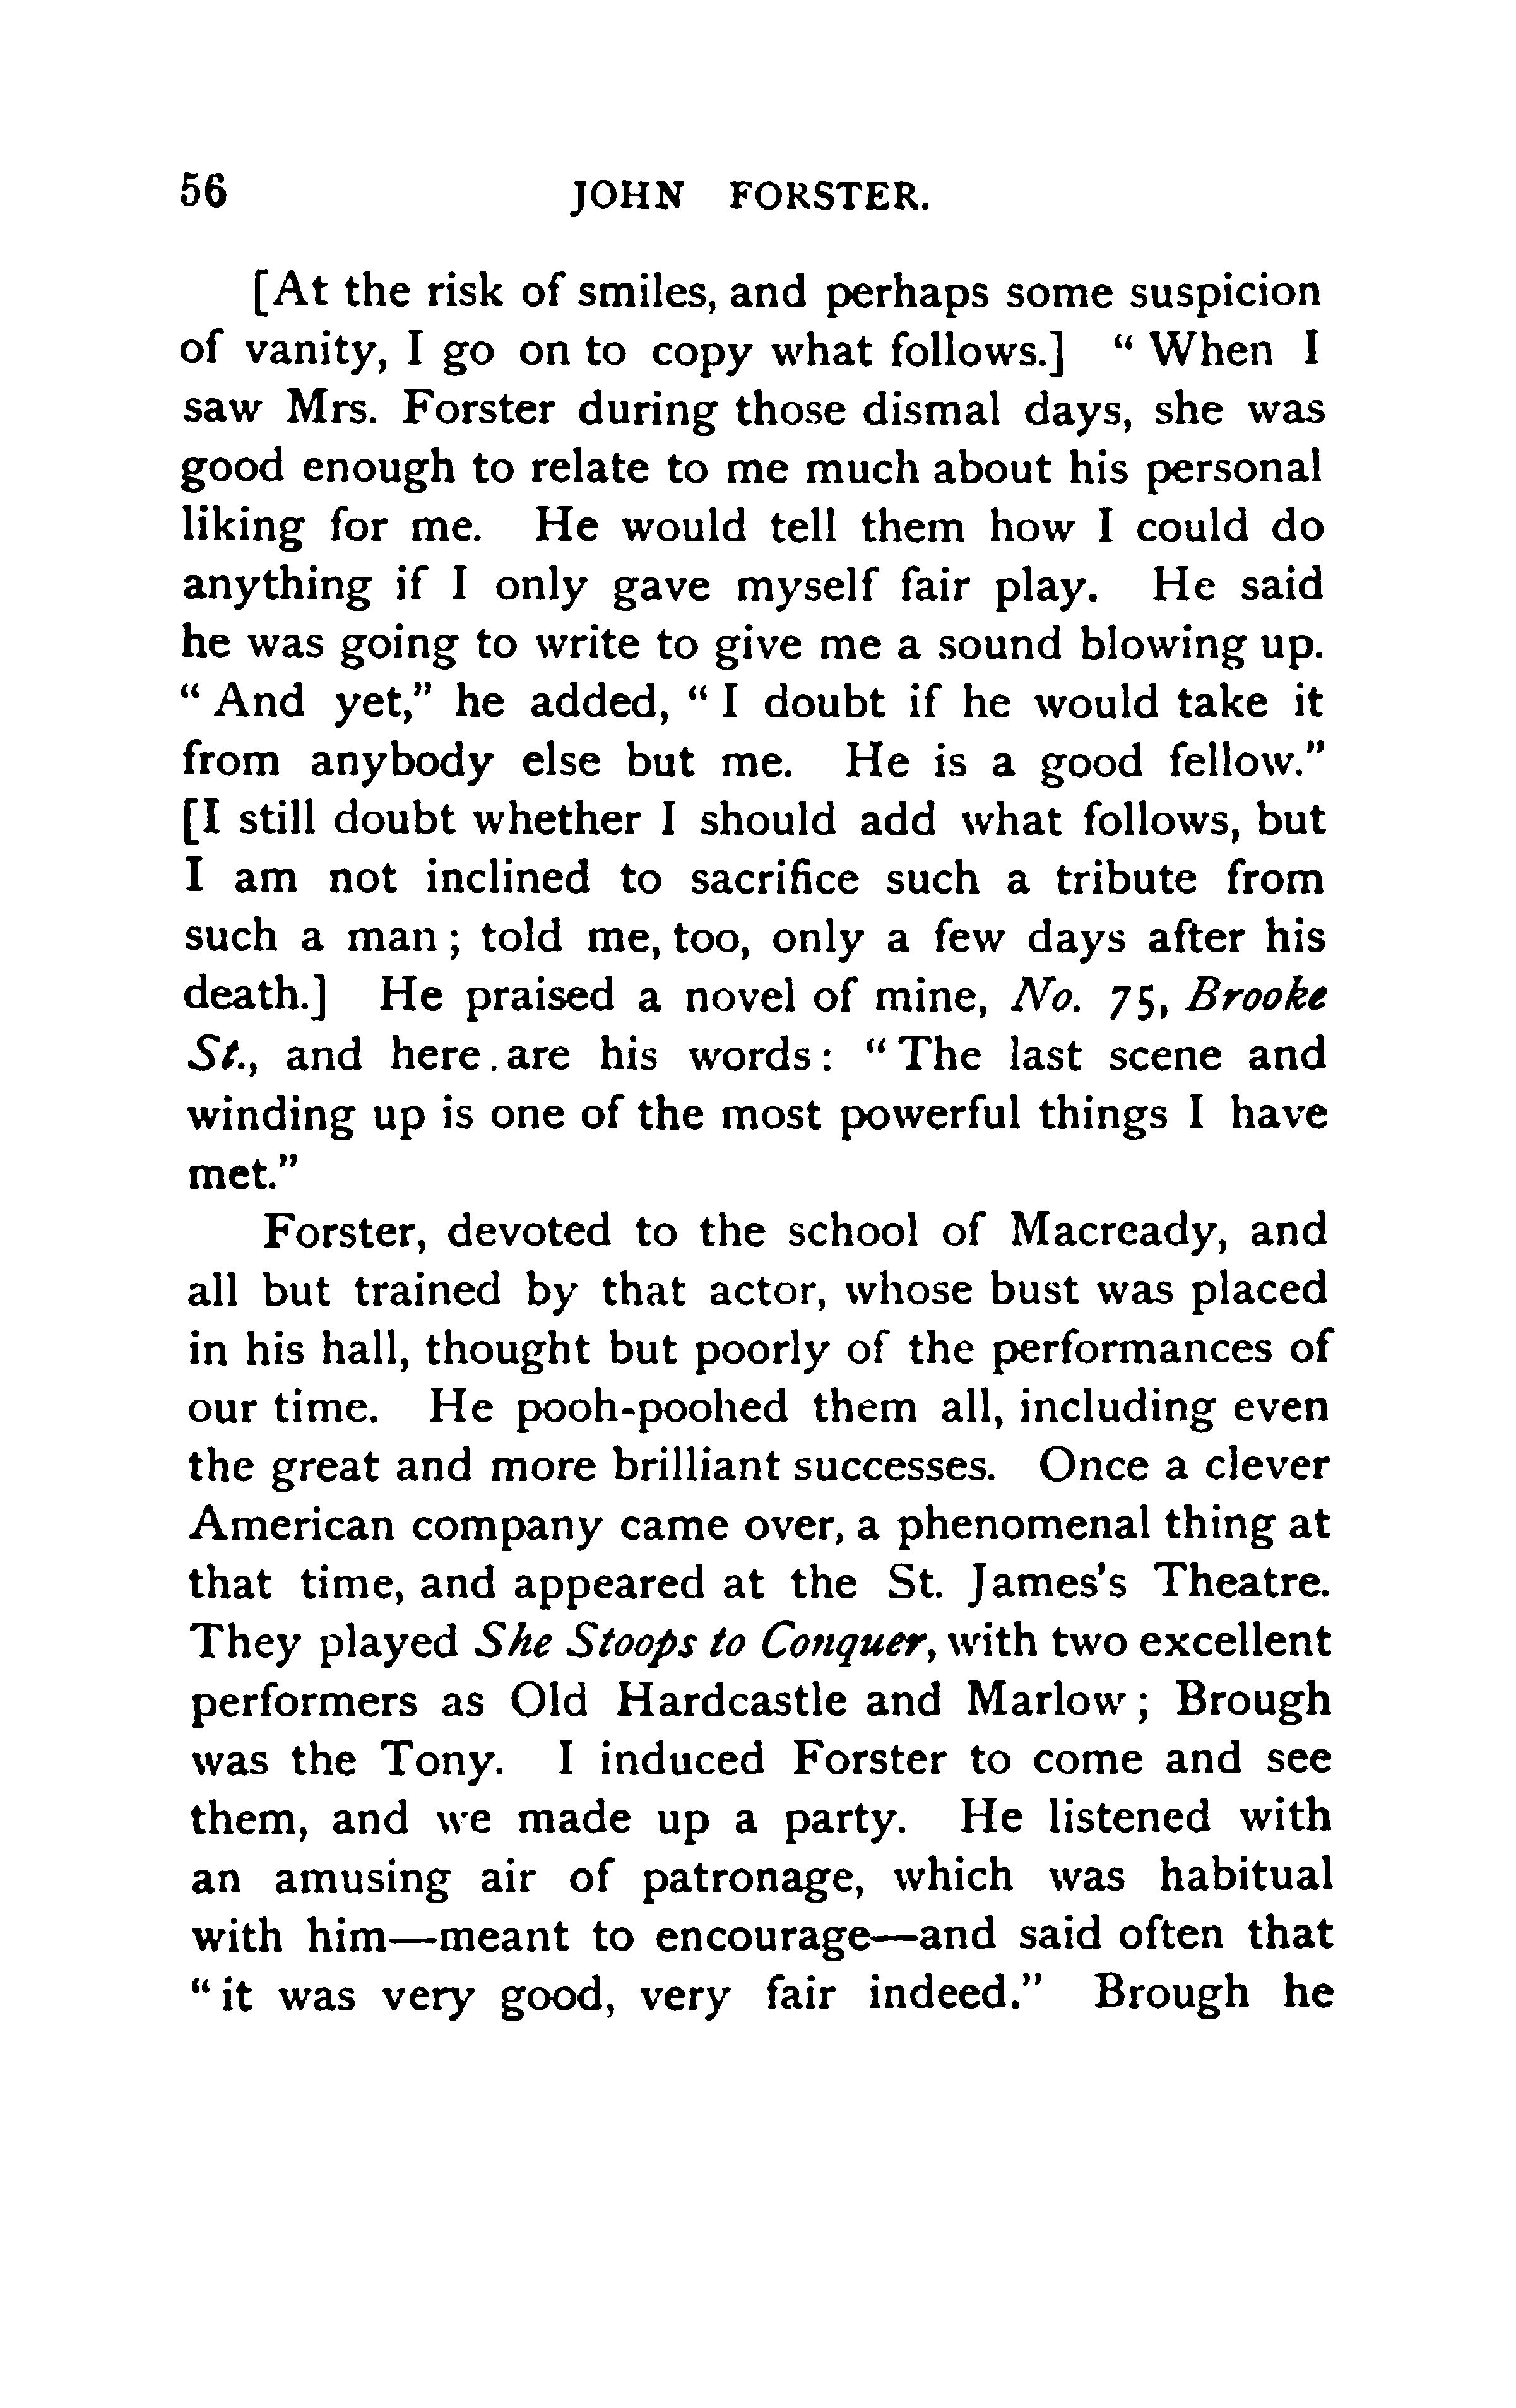 56 JOHN FORSTER.
[At the risk of smiles, and perhaps some suspicion
of vanity, I go on to copy what follows.] “ When I
saw Mrs. Forster during those dismal days, she was
good enough to relate to me much about his personal
liking for me. He would tell them how I could do
anything if I only gave myself fair play. He said
he was going to write to give me a sound blowing up.
“ And yet,” he added, “ I doubt if he would take it
from anybody else but me. He is a good fellow.”
[I still doubt whether I should add what follows, but
I am not inclined to sacrifice such a tribute from
such a man ; told me, too, only a few days after his
death.] He praised a novel of mine, No. 75, Brooke
St., and here . are his words : “ The last scene and
winding up is one of the most powerful things I have
met.”
Forster, devoted to the school of Macready, and
all but trained by that actor, whose bust was placed
in his hall, thought but poorly of the performances of
our time. He pooh-poohed them all, including even
the great and more brilliant successes. Once a clever
American company came over, a phenomenal thing at
that time, and appeared at the St. James’s Theatre.
They played She Stoops to Conquer, with two excellent
performers as Old Hardcastle and Marlow ; Brough
was the Tony. I induced Forster to come and see
them, and we made up a party. He listened with
an amusing air of patronage, which was habitual
with him—meant to encourage—and said often that
“ it was very good, very fair indeed.” Brough he